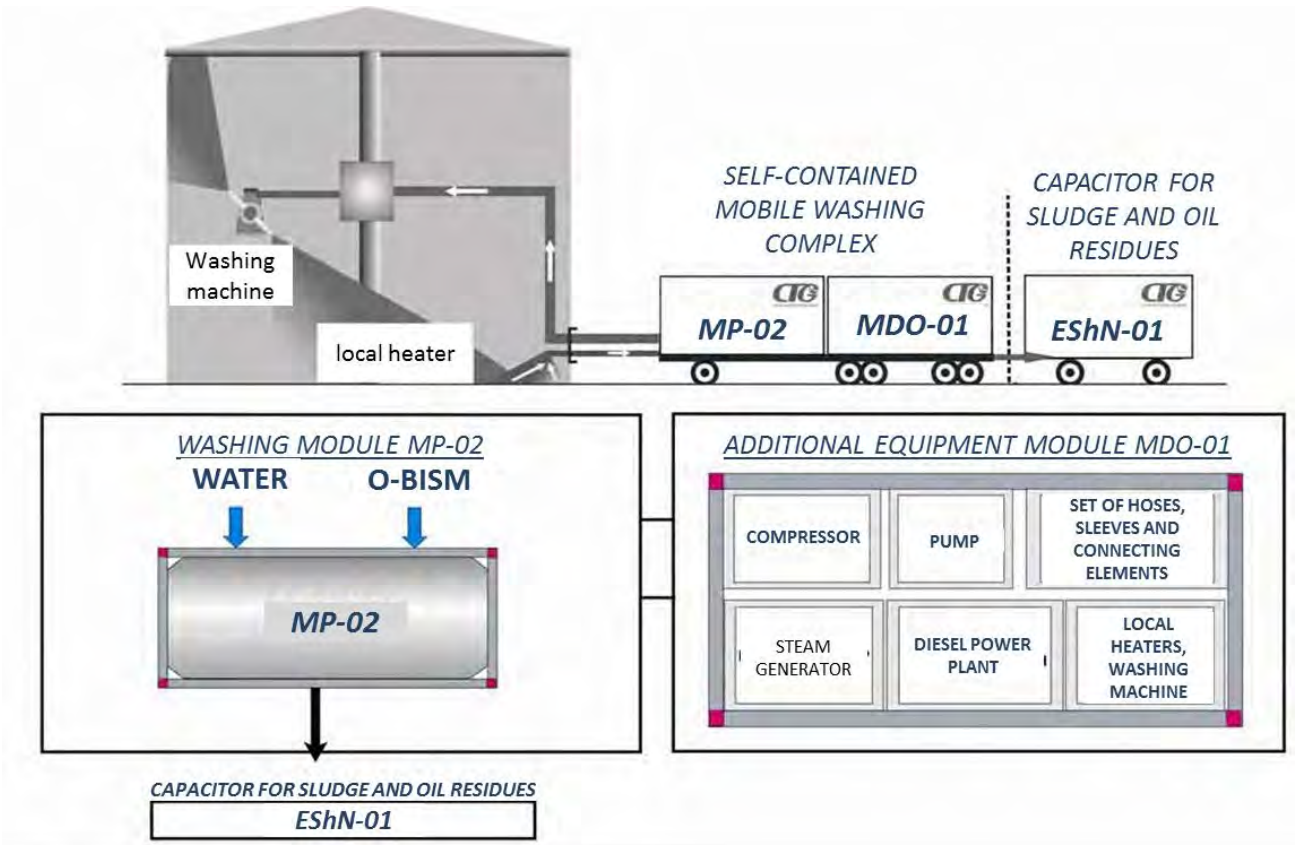 SELF-CONTAINED
MOBILE WASHING
COMPLEX
CAPACITOR FOR
SLUDGE AND OIL
RESIDUES
Washing
machine
local heater
CTG
MP-02
CTG
MDO-01
CTG
EShN-01
WASHING MODULE MP-02
WATER
O-BISM
MP-02
CAPACITOR FOR SLUDGE AND OIL RESIDUES
EShN-01
ADDITIONAL EQUIPMENT MODULE MDO-01
COMPRESSOR
PUMP
SET OF HOSES,
SLEEVES AND
CONNECTING
ELEMENTS
STEAM
GENERATOR
DIESEL POWER
PLANT
LOCAL
HEATERS,
WASHING
MACHINE